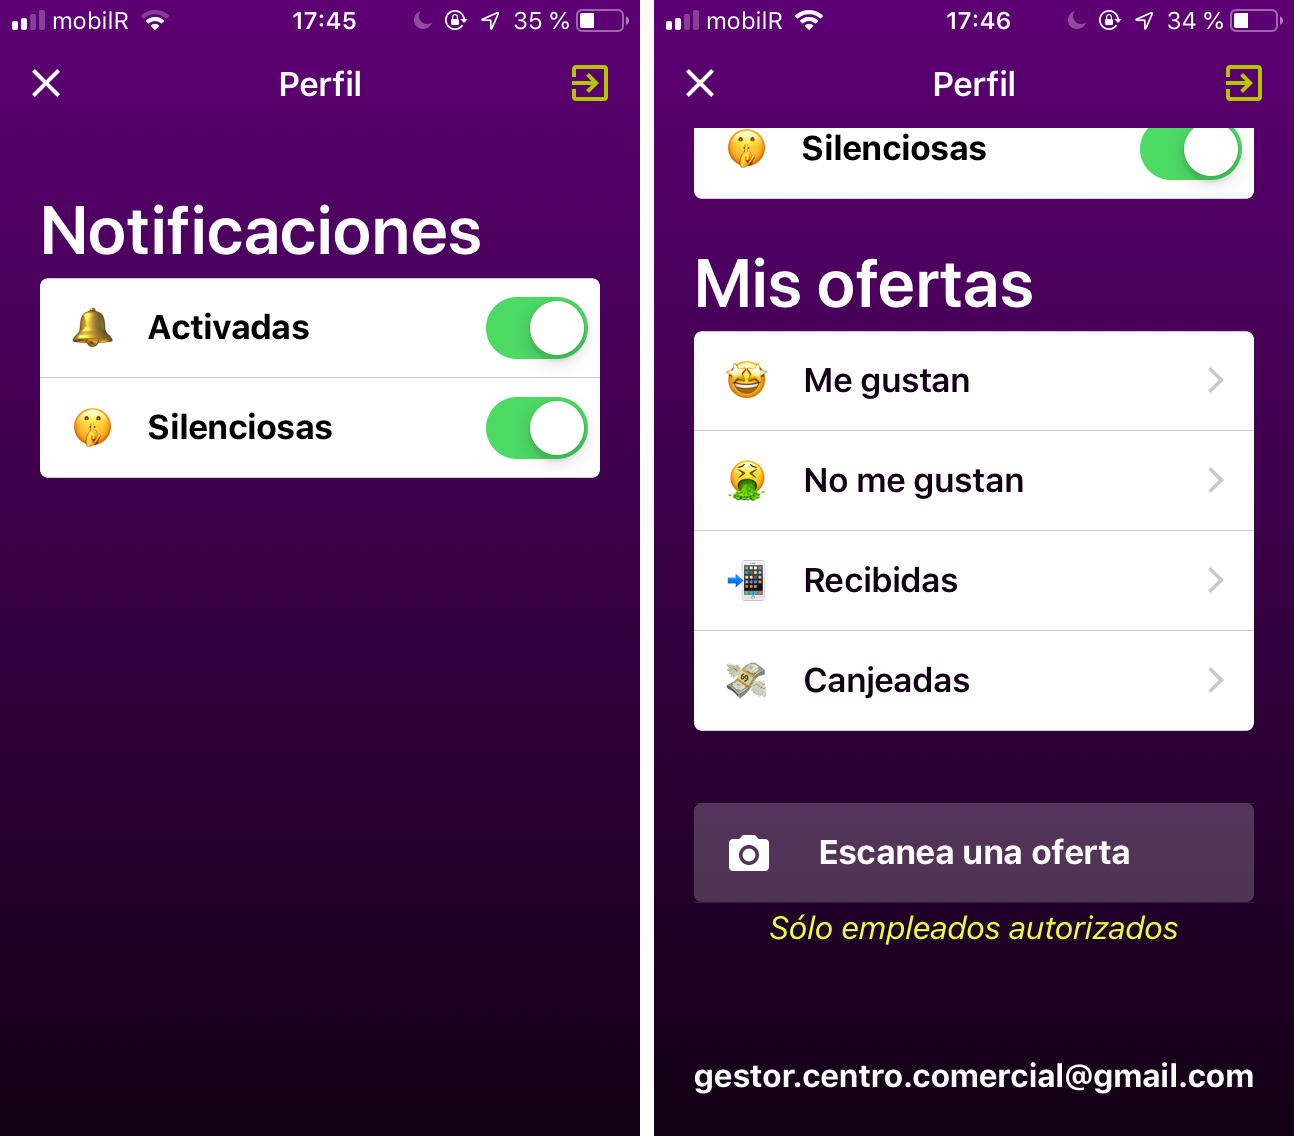 mobilR 17:45 35 %
Perfil
Notificaciones
Activadas
Silenciosas
mobilR 17:46 34 %
Perfil
Silenciosas
Mis ofertas
Me gustan
No me gustan
Recibidas
Canjeadas
Escanea una oferta
Sólo empleados autorizados
gestor.centro.comercial@gmail.com